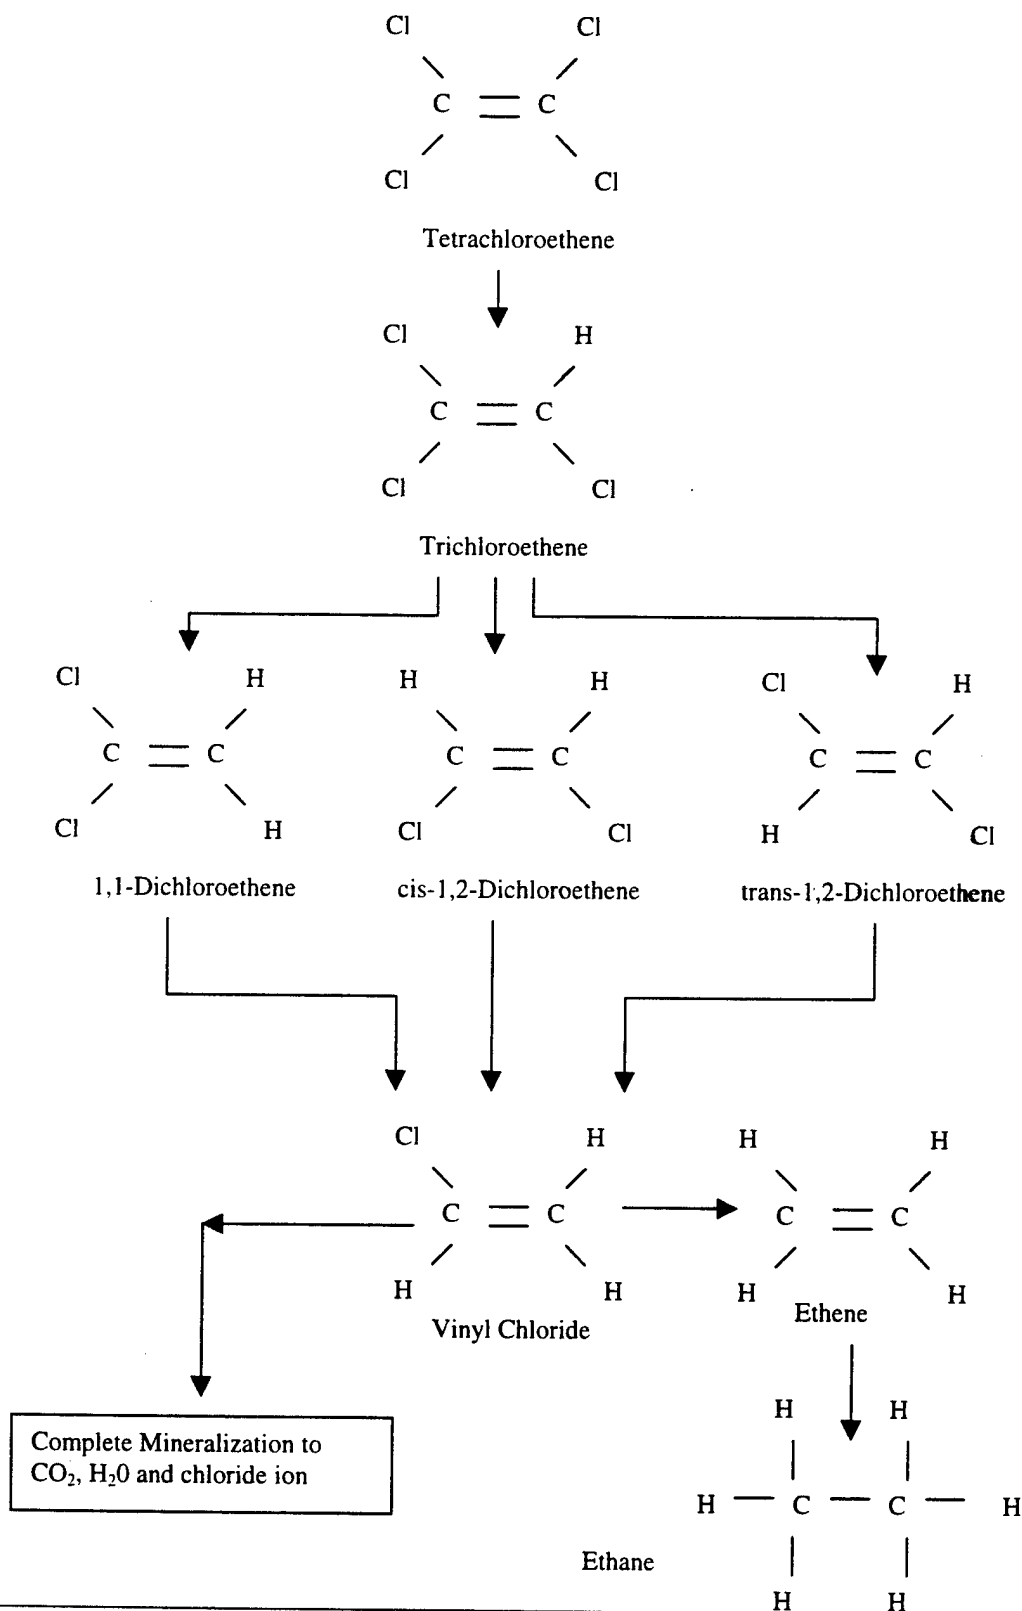 Cl Cl
C C
Cl Cl
Tetrachloroethene
Cl H
C C
Cl Cl
Trichloroethene
Cl H H H Cl H
C C C C C C
Cl H Cl Cl H Cl
1,1-Dichloroethene cis-1,2-Dichloroethene trans-1,2-Dichloroethene
Cl H H H
C C C C
H H H H
Vinyl Chloride Ethene
H H
Complete Mineralization to
CO₂, H₂0 and chloride ion
H C C H
Ethane
H H